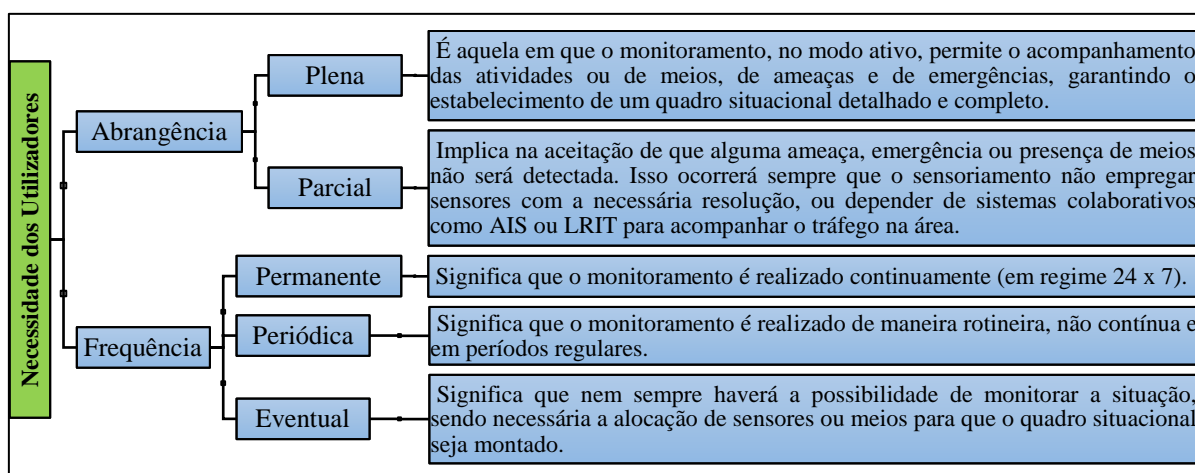 Necessidade dos Utilizadores
Abrangência
Plena
É aquela em que o monitoramento, no modo ativo, permite o acompanhamento
das atividades ou de meios, de ameaças e de emergências, garantindo o
estabelecimento de um quadro situacional detalhado e completo.
Parcial
Implica na aceitação de que alguma ameaça, emergência ou presença de meios
não será detectada. Isso ocorrerá sempre que o sensoriamento não empregar
sensores com a necessária resolução, ou depender de sistemas colaborativos
como AIS ou LRIT para acompanhar o tráfego na área.
Frequência
Permanente
Significa que o monitoramento é realizado continuamente (em regime 24 x 7).
Periódica
Significa que o monitoramento é realizado de maneira rotineira, não contínua e
em períodos regulares.
Eventual
Significa que nem sempre haverá a possibilidade de monitorar a situação,
sendo necessária a alocação de sensores ou meios para que o quadro situacional
seja montado.